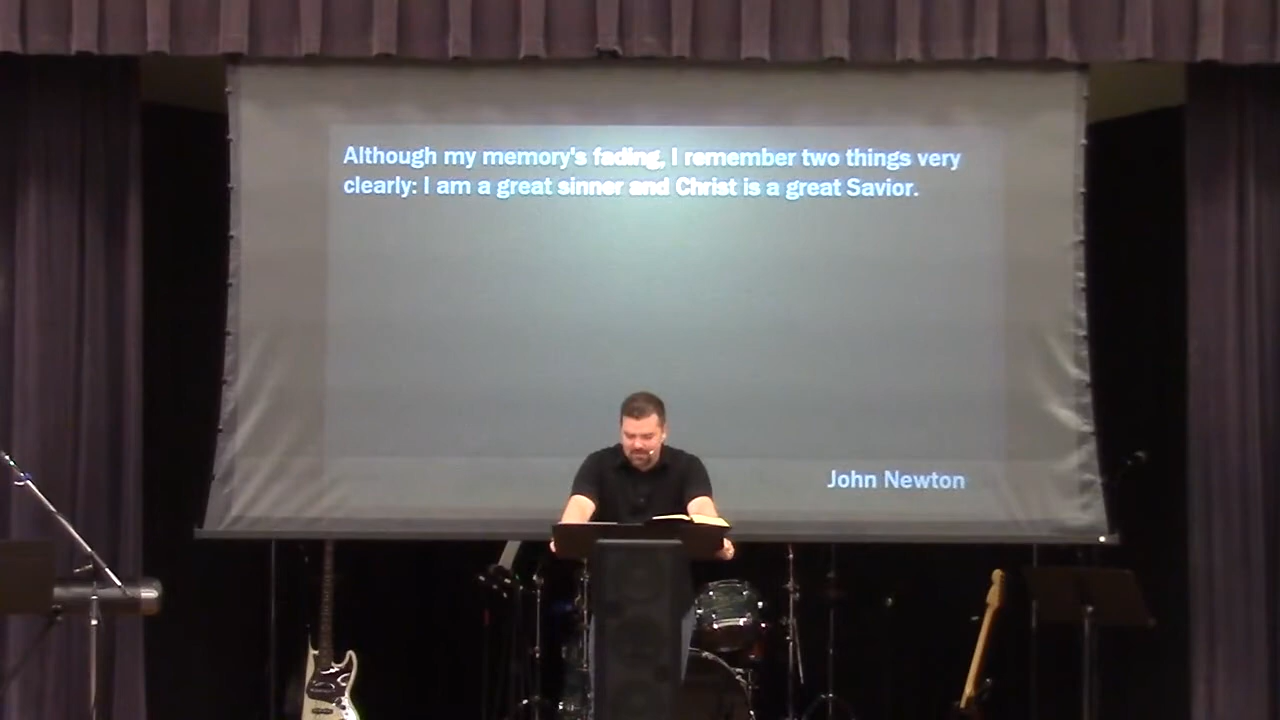 Although my memory's fading, I remember two things very
clearly: I am a great sinner and Christ is a great Savior.
John Newton